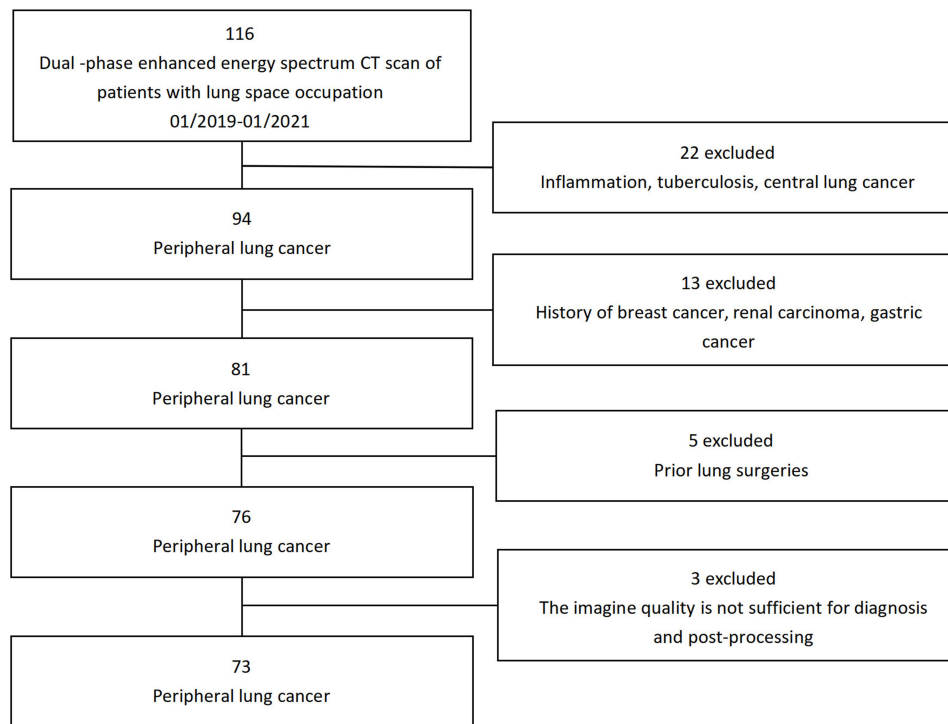 116
Dual -phase enhanced energy spectrum CT scan of
patients with lung space occupation
01/2019-01/2021
22 excluded
Inflammation, tuberculosis, central lung cancer
94
Peripheral lung cancer
13 excluded
History of breast cancer, renal carcinoma, gastric
cancer
81
Peripheral lung cancer
5 excluded
Prior lung surgeries
76
Peripheral lung cancer
3 excluded
The imagine quality is not sufficient for diagnosis
and post-processing
73
Peripheral lung cancer